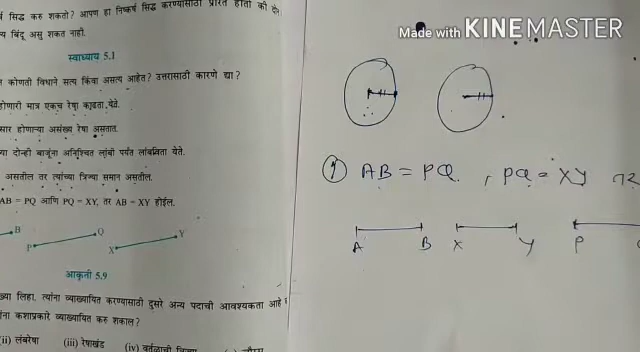 र्ष सिद्ध करु शकतो? आपण हा निष्कर्ष सिद्ध करण्यासाठी प्रेरित होतो की दोन
य बिंदू असु शकत नाही.
स्वाध्याय 5.1
कोणती विधाने सत्य किंवा असत्य आहेत? उत्तरासाठी कारणे द्या?
होणारी मात्र एकच रेषा काढता येते.
सार होणाऱ्या असंख्य रेषा असतात.
च्या दोन्ही बाजूंना अनिश्चित लांबी पर्यंत लांबविता येते.
असतील तर त्यांच्या त्रिज्या समान असतील.
AB = PQ आणि PQ = XY, तर AB = XY होईल.
B
P Q
X Y
आकृती 5.9
ख्या लिहा. त्यांना व्याख्यायित करण्यासाठी दुसरे अन्य पदाची आवश्यकता आहे
ंना कशाप्रकारे व्याख्यायित करु शकाल?
(ii) लंबरेषा (iii) रेषाखंड (iv) वर्तुळाची त्रिज्या
Made with KINEMASTER
AB = PQ , PQ = XY
A B X Y P